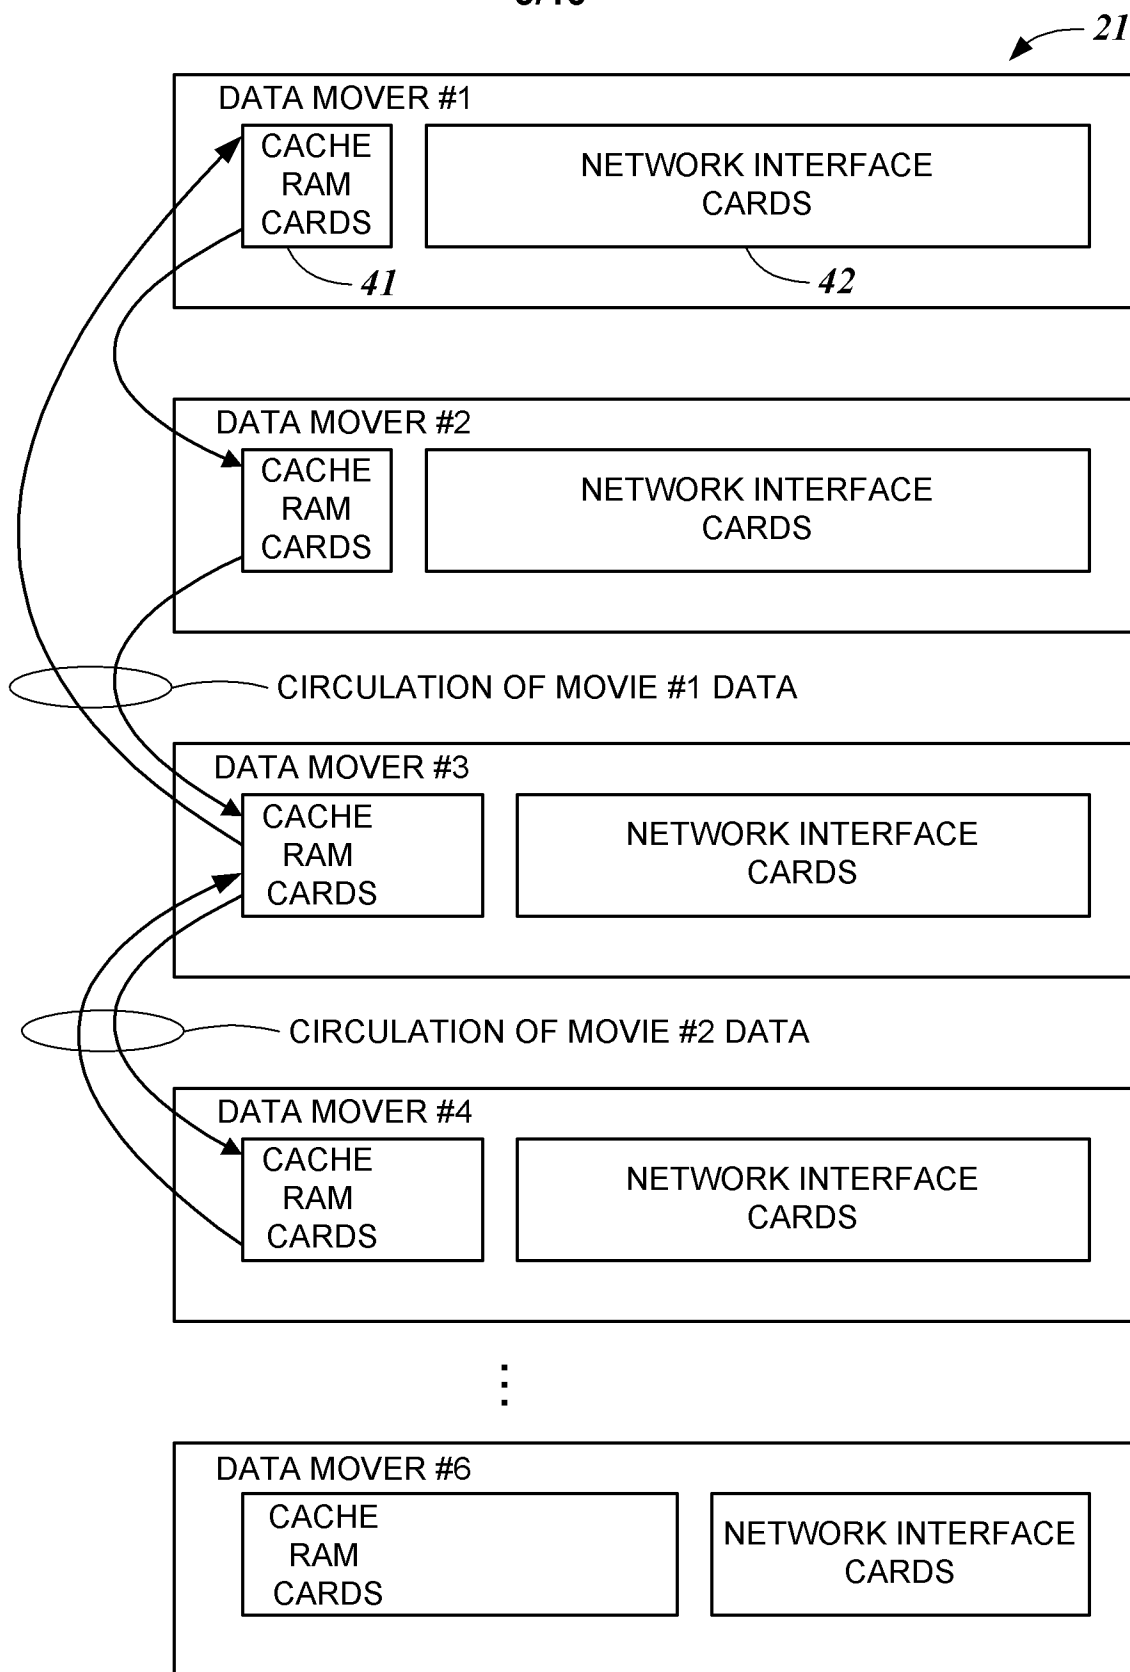 21
DATA MOVER #1
CACHE
RAM
CARDS
NETWORK INTERFACE
CARDS
41
42
DATA MOVER #2
CACHE
RAM
CARDS
NETWORK INTERFACE
CARDS
CIRCULATION OF MOVIE #1 DATA
DATA MOVER #3
CACHE
RAM
CARDS
NETWORK INTERFACE
CARDS
CIRCULATION OF MOVIE #2 DATA
DATA MOVER #4
CACHE
RAM
CARDS
NETWORK INTERFACE
CARDS
DATA MOVER #6
CACHE
RAM
CARDS
NETWORK INTERFACE
CARDS